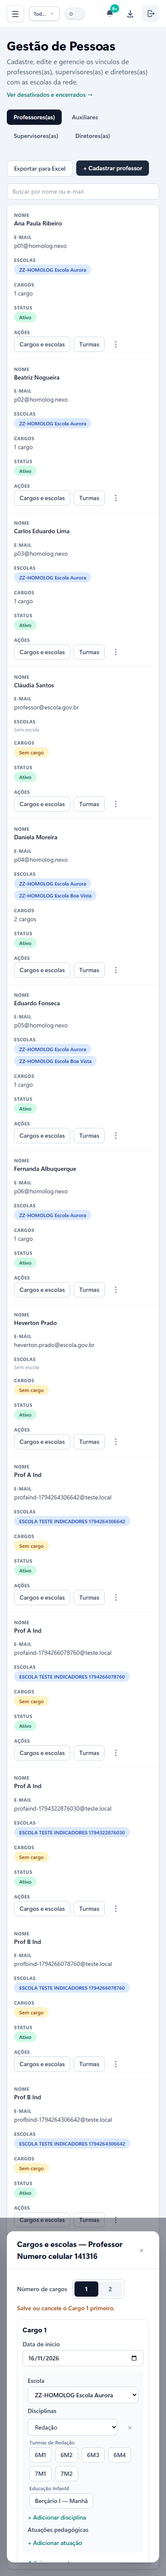 Tod...
9+
Gestão de Pessoas
Cadastre, edite e gerencie os vínculos de
professores(as), supervisores(as) e diretores(as)
com as escolas da rede.
Ver desativados e encerrados →
Professores(as)
Auxiliares
Supervisores(as)
Diretores(as)
Exportar para Excel
+ Cadastrar professor
Buscar por nome ou e-mail
NOME
Ana Paula Ribeiro
E-MAIL
p01@homolog.nexo
ESCOLAS
ZZ-HOMOLOG Escola Aurora
CARGOS
1 cargo
STATUS
Ativo
AÇÕES
Cargos e escolas
Turmas
NOME
Beatriz Nogueira
E-MAIL
p02@homolog.nexo
ESCOLAS
ZZ-HOMOLOG Escola Aurora
CARGOS
1 cargo
STATUS
Ativo
AÇÕES
Cargos e escolas
Turmas
NOME
Carlos Eduardo Lima
E-MAIL
p03@homolog.nexo
ESCOLAS
ZZ-HOMOLOG Escola Aurora
CARGOS
1 cargo
STATUS
Ativo
AÇÕES
Cargos e escolas
Turmas
NOME
Cláudia Santos
E-MAIL
professor@escola.gov.br
ESCOLAS
Sem escola
CARGOS
Sem cargo
STATUS
Ativo
AÇÕES
Cargos e escolas
Turmas
NOME
Daniela Moreira
E-MAIL
p04@homolog.nexo
ESCOLAS
ZZ-HOMOLOG Escola Aurora
ZZ-HOMOLOG Escola Boa Vista
CARGOS
2 cargos
STATUS
Ativo
AÇÕES
Cargos e escolas
Turmas
NOME
Eduardo Fonseca
E-MAIL
p05@homolog.nexo
ESCOLAS
ZZ-HOMOLOG Escola Aurora
ZZ-HOMOLOG Escola Boa Vista
CARGOS
1 cargo
STATUS
Ativo
AÇÕES
Cargos e escolas
Turmas
NOME
Fernanda Albuquerque
E-MAIL
p06@homolog.nexo
ESCOLAS
ZZ-HOMOLOG Escola Aurora
CARGOS
1 cargo
STATUS
Ativo
AÇÕES
Cargos e escolas
Turmas
NOME
Heverton Prado
E-MAIL
heverton.prado@escola.gov.br
ESCOLAS
Sem escola
CARGOS
Sem cargo
STATUS
Ativo
AÇÕES
Cargos e escolas
Turmas
NOME
Prof A Ind
E-MAIL
profaind-1794264306642@teste.local
ESCOLAS
ESCOLA TESTE INDICADORES 1794264306642
CARGOS
Sem cargo
STATUS
Ativo
AÇÕES
Cargos e escolas
Turmas
NOME
Prof A Ind
E-MAIL
profaind-1794266078760@teste.local
ESCOLAS
ESCOLA TESTE INDICADORES 1794266078760
CARGOS
Sem cargo
STATUS
Ativo
AÇÕES
Cargos e escolas
Turmas
NOME
Prof A Ind
E-MAIL
profaind-1794322876030@teste.local
ESCOLAS
ESCOLA TESTE INDICADORES 1794322876030
CARGOS
Sem cargo
STATUS
Ativo
AÇÕES
Cargos e escolas
Turmas
NOME
Prof B Ind
E-MAIL
profbind-1794266078760@teste.local
ESCOLAS
ESCOLA TESTE INDICADORES 1794266078760
CARGOS
Sem cargo
STATUS
Ativo
AÇÕES
Cargos e escolas
Turmas
NOME
Prof B Ind
E-MAIL
profbind-1794264306642@teste.local
ESCOLAS
ESCOLA TESTE INDICADORES 1794264306642
CARGOS
Sem cargo
STATUS
Ativo
AÇÕES
Cargos e escolas
Turmas
Cargos e escolas — Professor
Numero celular 141316
×
Número de cargos
1
2
Salve ou cancele o Cargo 1 primeiro.
Cargo 1
Data de início
16/11/2026
Escola
ZZ-HOMOLOG Escola Aurora
Disciplinas
Redação
×
Turmas de Redação
6M1
6M2
6M3
6M4
7M1
7M2
Educação Infantil
Berçário I — Manhã
+ Adicionar disciplina
Atuações pedagógicas
+ Adicionar atuação